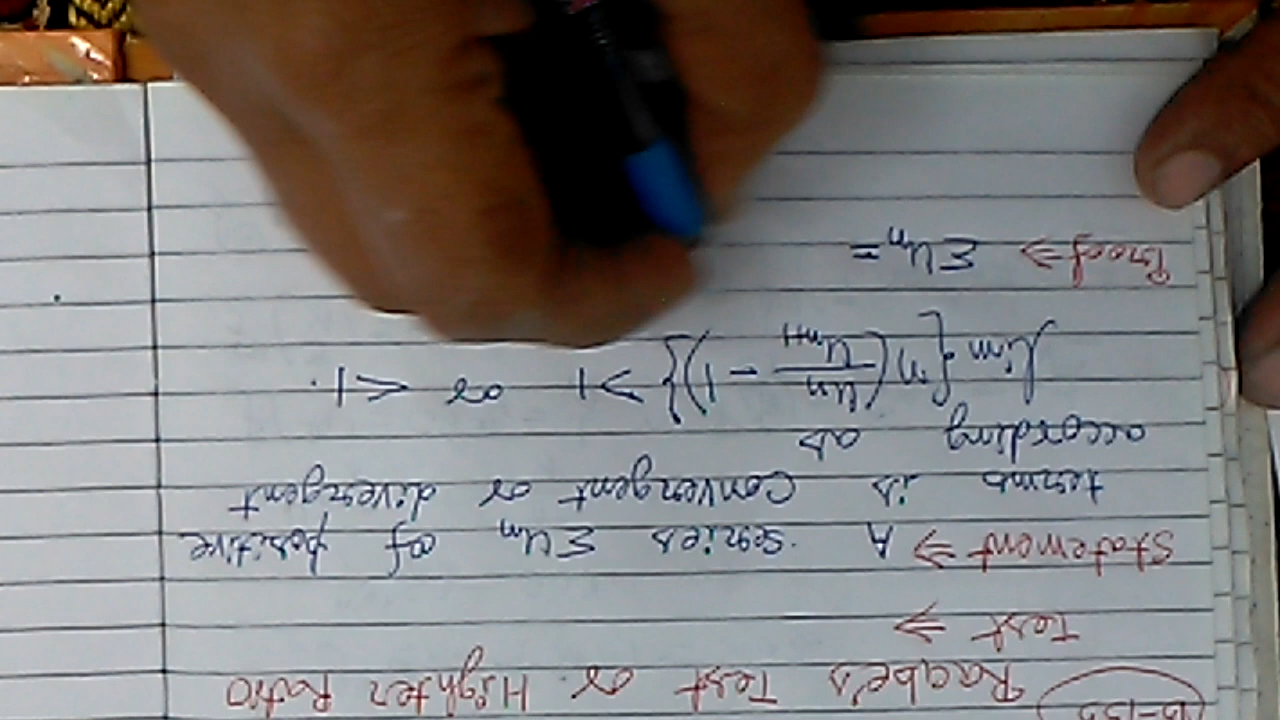 Raabe's Test or Highter Ratio
Test ⇒
Statement ⇒ A series ΣUn of positive
terms is convergent or divergent
according as
Lim {n(Un/Un+1 - 1)} >1 or <1.
Proof ⇒ ΣUn =